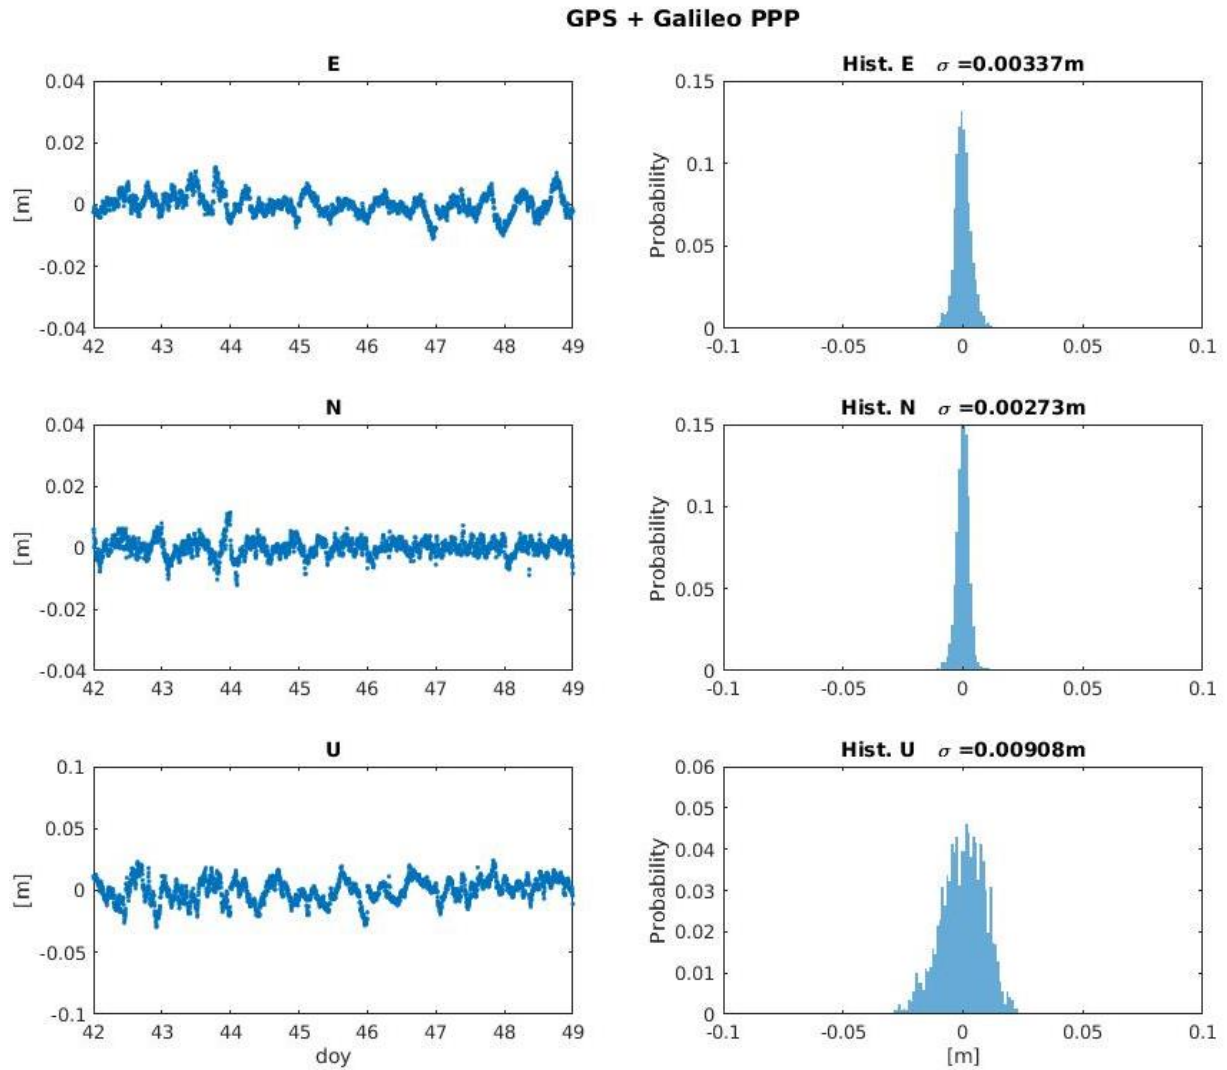 GPS + Galileo PPP
E
0.04
0.02
0
-0.02
-0.04
[m]
42 43 44 45 46 47 48 49
Hist. E σ =0.00337m
0.15
0.1
0.05
0
Probability
-0.1 -0.05 0 0.05 0.1
N
0.04
0.02
0
-0.02
-0.04
[m]
42 43 44 45 46 47 48 49
Hist. N σ =0.00273m
0.15
0.1
0.05
0
Probability
-0.1 -0.05 0 0.05 0.1
U
0.1
0.05
0
-0.05
-0.1
[m]
42 43 44 45 46 47 48 49
doy
Hist. U σ =0.00908m
0.06
0.05
0.04
0.03
0.02
0.01
0
Probability
-0.1 -0.05 0 0.05 0.1
[m]